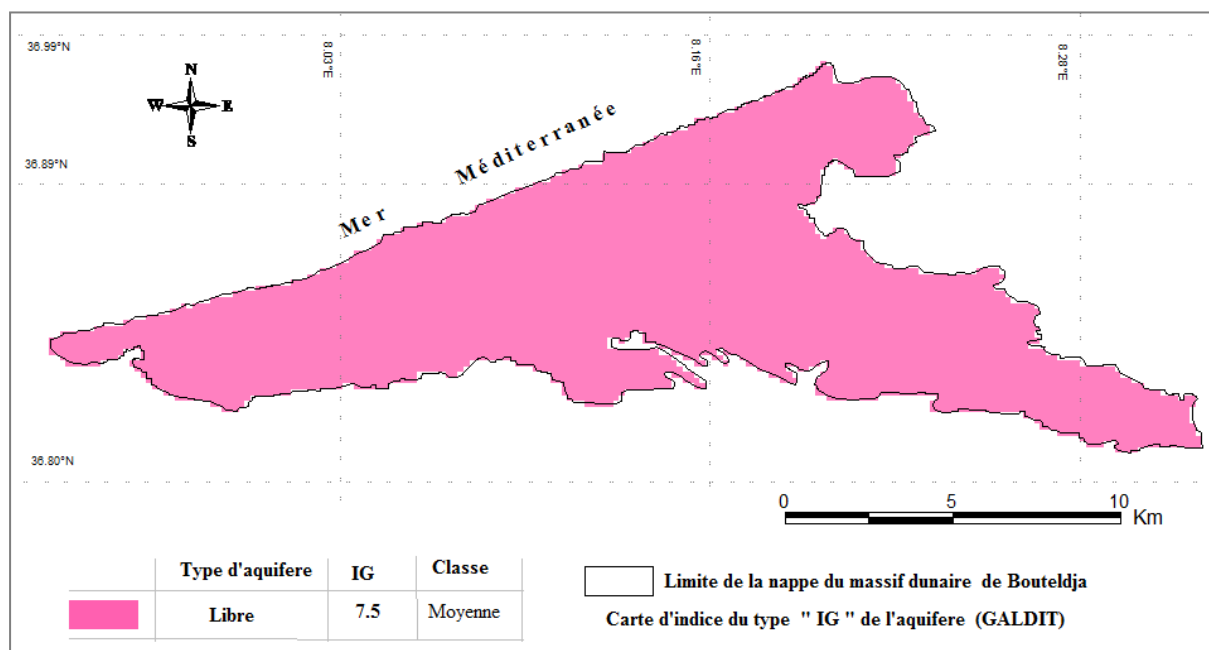 36.99°N
8.03°E
8.16°E
8.28°E
N
W E
S
Mer Méditerranée
36.89°N
36.80°N
0 5 10
Km
Type d'aquifere IG Classe
Libre 7.5 Moyenne
Limite de la nappe du massif dunaire de Bouteldja
Carte d'indice du type " IG " de l'aquifere (GALDIT)